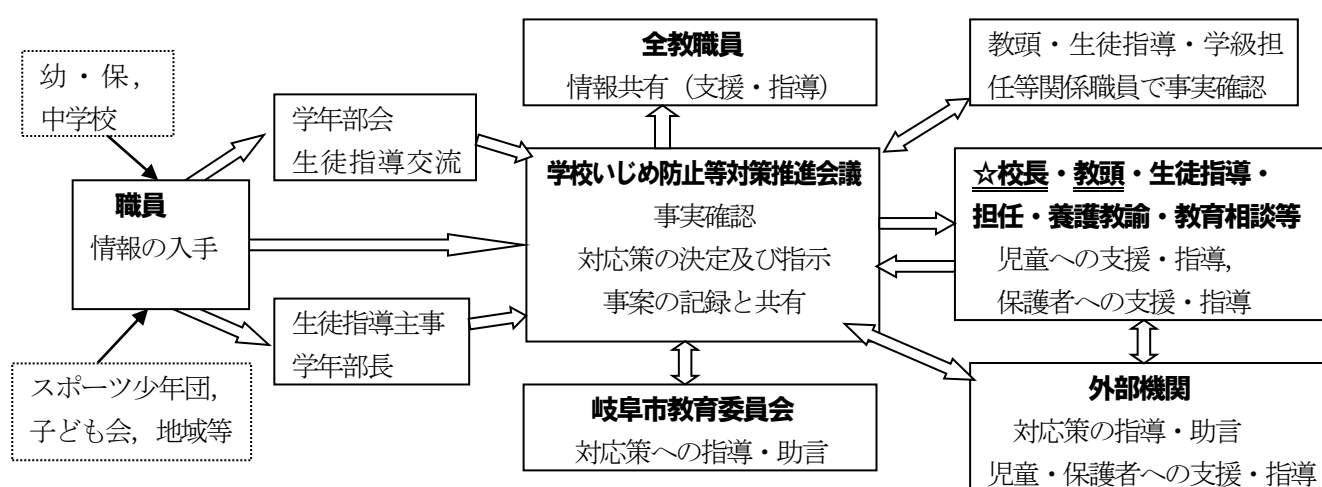 幼・保，
中学校
職員
情報の入手
スポーツ少年団，
子ども会，地域等
学年部会
生徒指導交流
生徒指導主事
学年部長
全教職員
情報共有（支援・指導）
学校いじめ防止等対策推進会議
事実確認
対応策の決定及び指示
事案の記録と共有
岐阜市教育委員会
対応策への指導・助言
教頭・生徒指導・学級担
任等関係職員で事実確認
☆校長・教頭・生徒指導・
担任・養護教諭・教育相談等
児童への支援・指導，
保護者への支援・指導
外部機関
対応策の指導・助言
児童・保護者への支援・指導